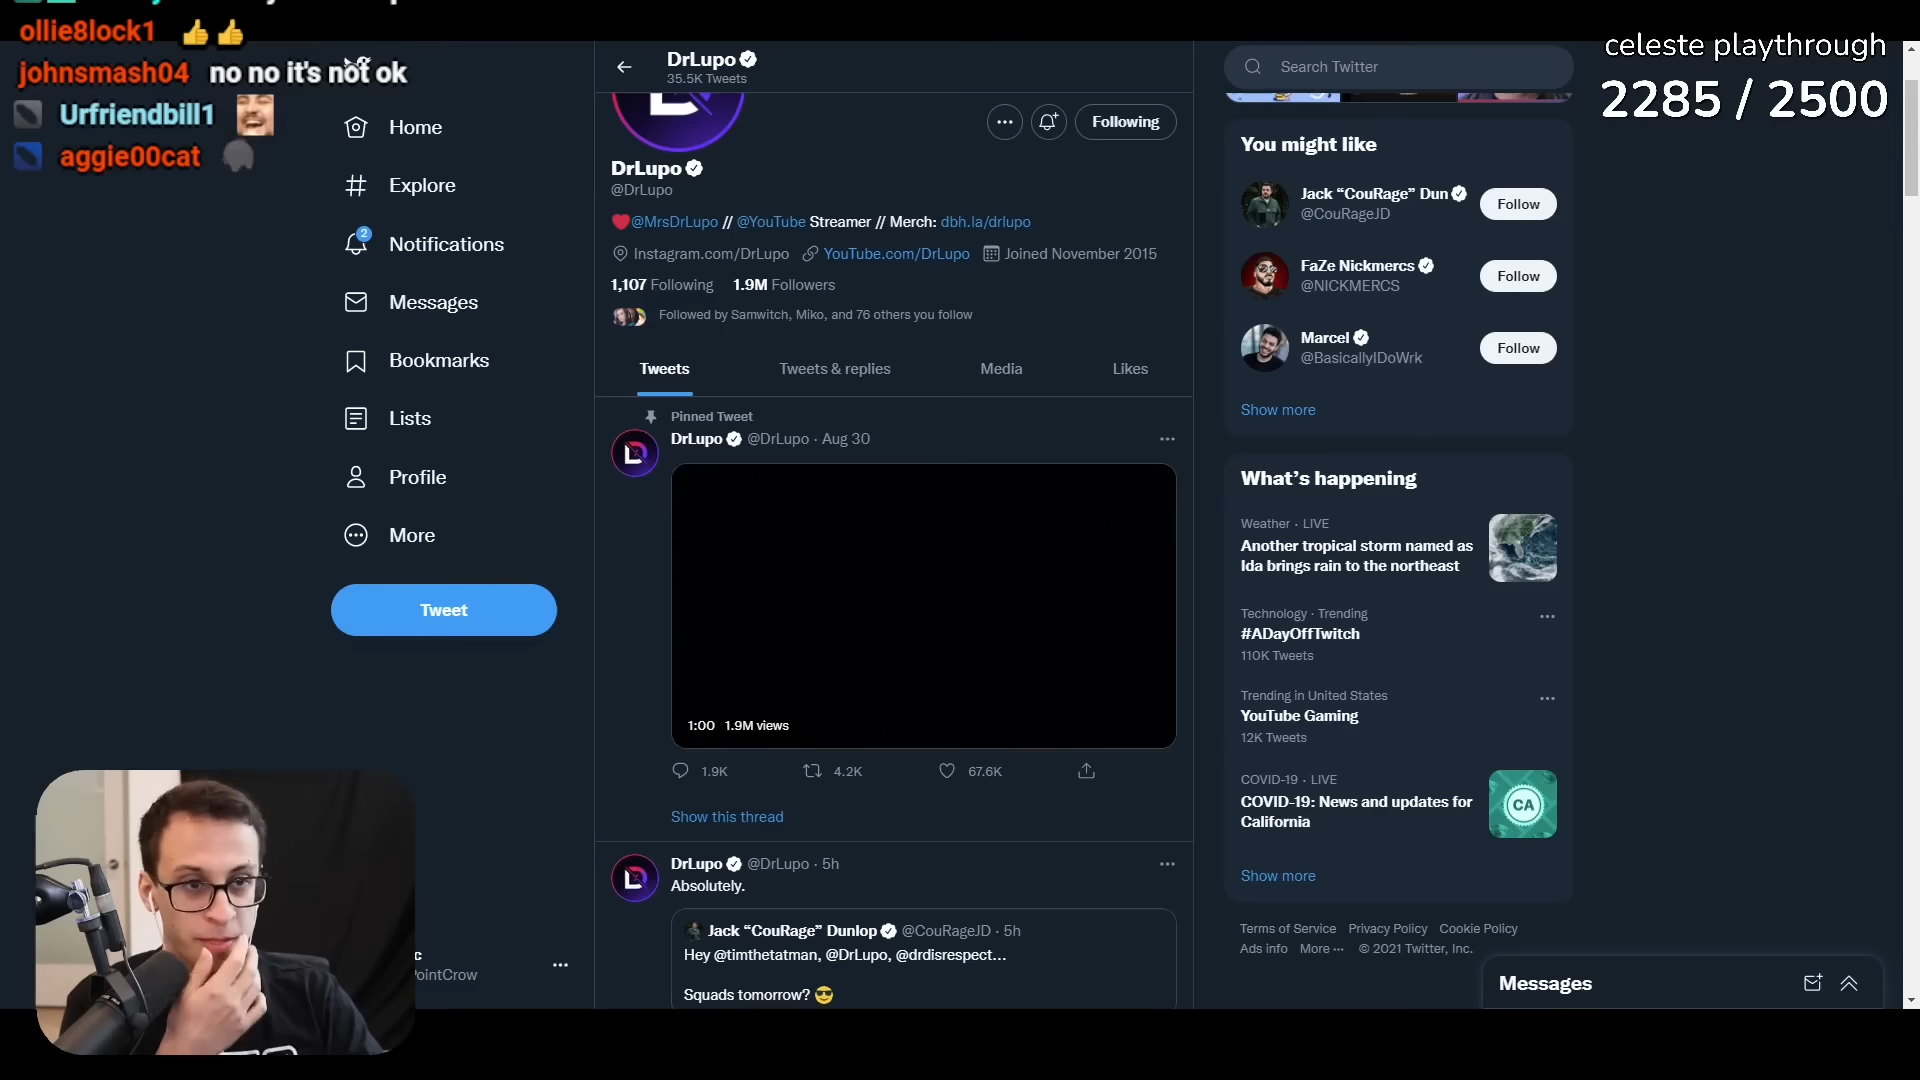 ollie8lock1
johnsmash04 no no it's not ok
Urfriendbill1
aggie00cat
celeste playthrough
2285 / 2500
Home
Explore
2
Notifications
Messages
Bookmarks
Lists
Profile
More
Tweet
c
PointCrow
DrLupo
35.5K Tweets
Following
DrLupo
@DrLupo
@MrsDrLupo // @YouTube Streamer // Merch: dbh.la/drlupo
Instagram.com/DrLupo YouTube.com/DrLupo Joined November 2015
1,107 Following 1.9M Followers
Followed by Samwitch, Miko, and 76 others you follow
Tweets Tweets & replies Media Likes
Pinned Tweet
DrLupo @DrLupo · Aug 30
1:00 1.9M views
1.9K 4.2K 67.6K
Show this thread
DrLupo @DrLupo · 5h
Absolutely.
Jack “CouRage” Dunlop @CouRageJD · 5h
Hey @timthetatman, @DrLupo, @drdisrespect...
Squads tomorrow?
Search Twitter
You might like
Jack “CouRage” Dun
@CouRageJD
Follow
FaZe Nickmercs
@NICKMERCS
Follow
Marcel
@BasicallyIDoWrk
Follow
Show more
What’s happening
Weather · LIVE
Another tropical storm named as
Ida brings rain to the northeast
Technology · Trending
#ADayOffTwitch
110K Tweets
Trending in United States
YouTube Gaming
12K Tweets
COVID-19 · LIVE
COVID-19: News and updates for
California
CA
Show more
Terms of Service Privacy Policy Cookie Policy
Ads info More ··· © 2021 Twitter, Inc.
Messages